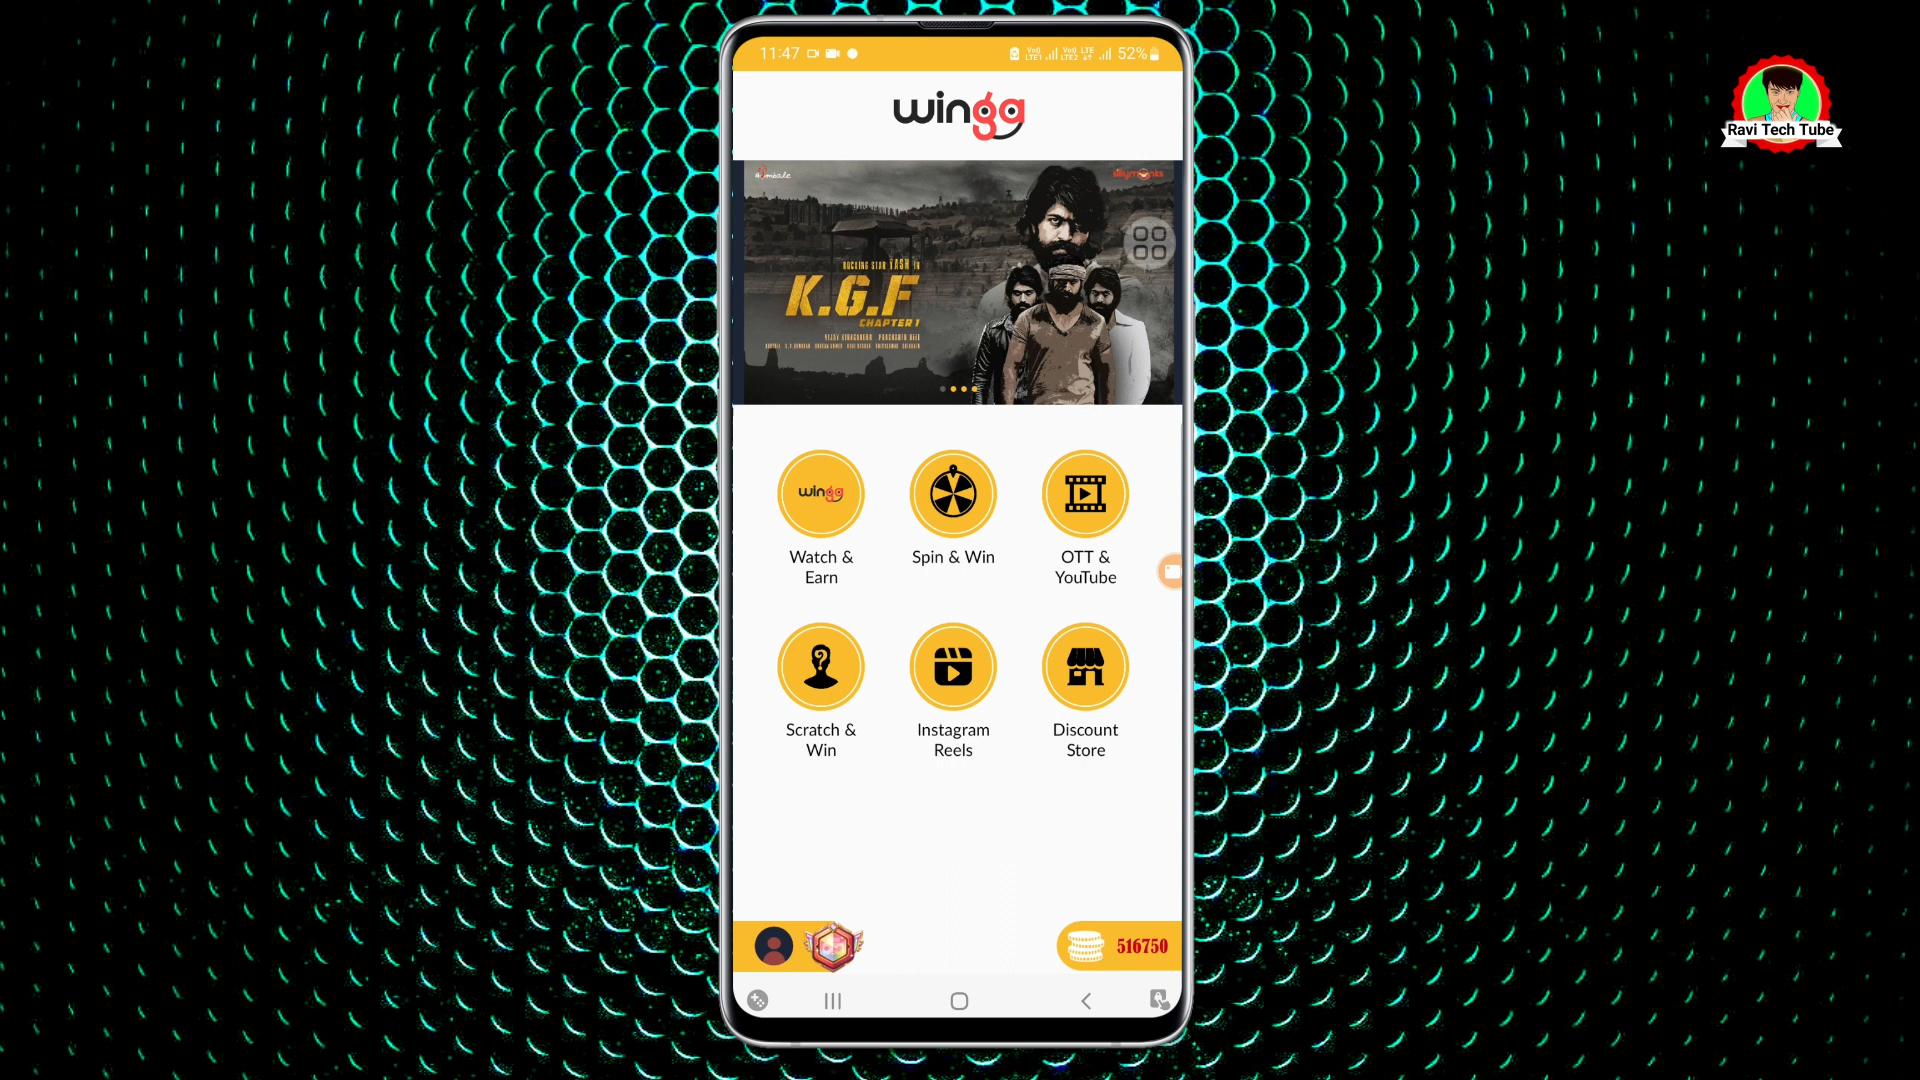 11:47
52%
Ravi Tech Tube
wingg
ROCKING STAR YASH IN
K.G.F
CHAPTER 1
wingg
Watch &
Earn
Spin & Win
OTT &
YouTube
Scratch &
Win
Instagram
Reels
Discount
Store
516750